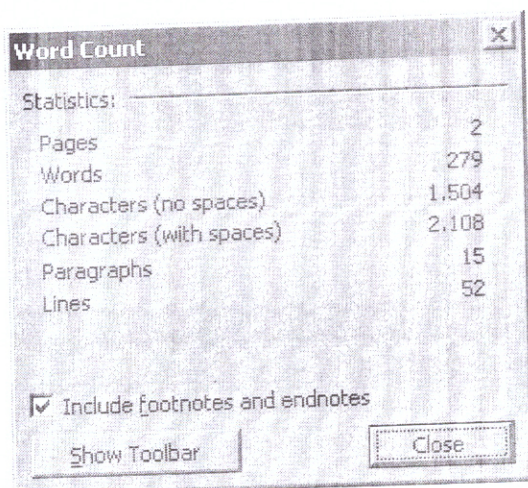 Word Count
Statistics:
Pages 2
Words 279
Characters (no spaces) 1.504
Characters (with spaces) 2.108
Paragraphs 15
Lines 52
Include footnotes and endnotes
Show Toolbar Close